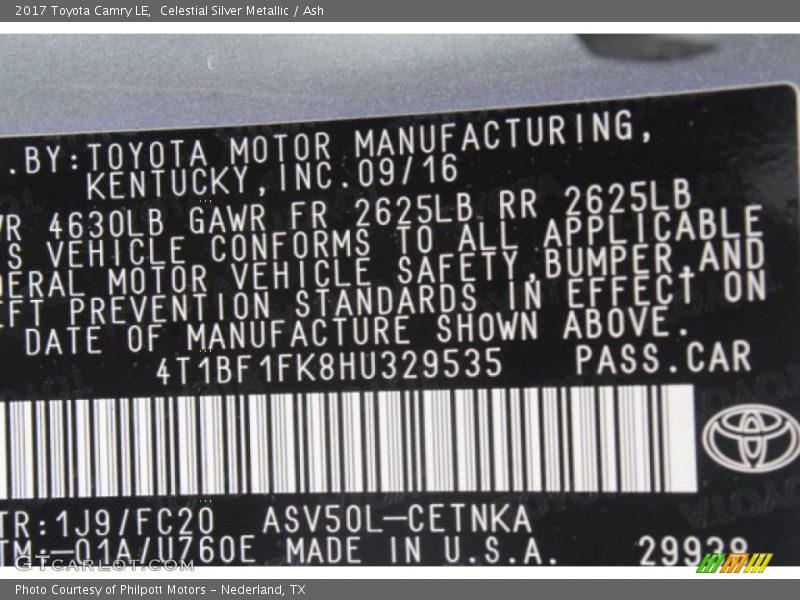 2017 Toyota Camry LE, Celestial Silver Metallic / Ash
.BY:TOYOTA MOTOR MANUFACTURING,
KENTUCKY,INC.09/16
VR 4630LB GAWR FR 2625LB RR 2625LB
S VEHICLE CONFORMS TO ALL APPLICABLE
DERAL MOTOR VEHICLE SAFETY,BUMPER,AND
EFT PREVENTION STANDARDS IN EFFECT ON
DATE OF MANUFACTURE SHOWN ABOVE.
4T1BF1FK8HU329535 PASS.CAR
TR:1J9/FC20 ASV50L-CETNKA
TM:-01A/U760E MADE IN U.S.A. 29939
GTCARLOT.COM
Photo Courtesy of Philpott Motors - Nederland, TX